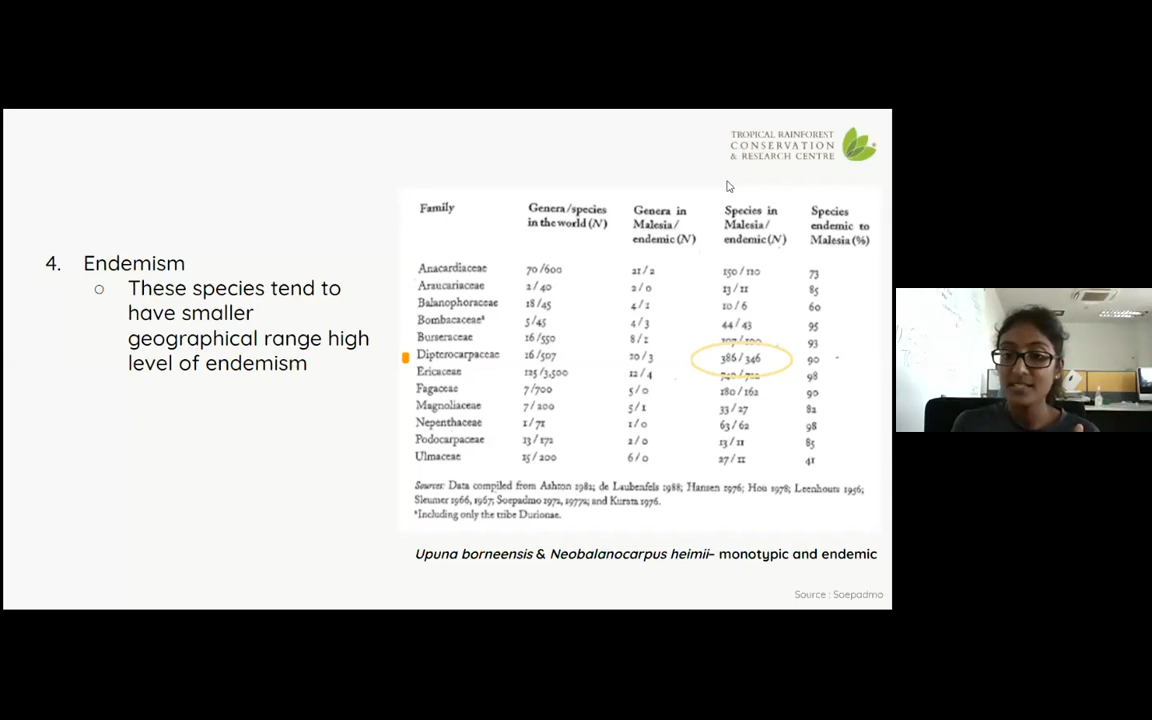 TROPICAL RAINFOREST
CONSERVATION
& RESEARCH CENTRE
4. Endemism
○ These species tend to
have smaller
geographical range high
level of endemism
Family Genera/species Genera in Species in Species
in the world (N) Malesia/ Malesia/ endemic to
endemic (N) endemic (N) Malesia (%)
Anacardiaceae 70/600 21/2 150/110 73
Araucariaceae 2/40 2/0 13/11 85
Balanophoraceae 18/45 4/1 10/6 60
Bombacaceaeᵃ 5/45 4/3 44/43 95
Burseraceae 16/550 8/1 93
Dipterocarpaceae 16/507 10/3 386/346 90
Ericaceae 125/3,500 12/4 98
Fagaceae 7/700 5/0 180/162 90
Magnoliaceae 7/200 5/1 33/27 82
Nepenthaceae 1/71 1/0 63/62 98
Podocarpaceae 13/172 2/0 13/11 85
Ulmaceae 15/200 6/0 27/11 41
Sources: Data compiled from Ashton 1982; de Laubenfels 1988; Hansen 1976; Hou 1978; Leenhouts 1956;
Sleumer 1966, 1967; Soepadmo 1972, 1977a; and Kurata 1976.
ᵃIncluding only the tribe Durionae.
Upuna borneensis & Neobalanocarpus heimii– monotypic and endemic
Source : Soepadmo